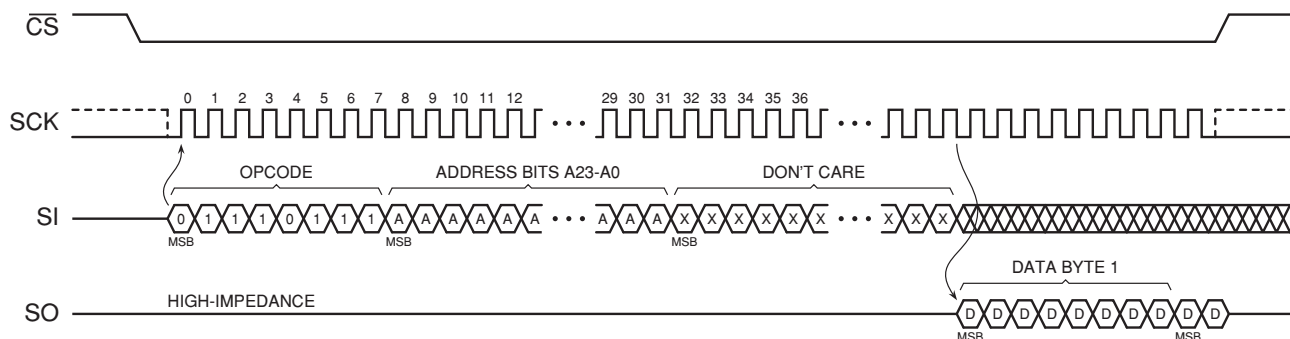 CS
0 1 2 3 4 5 6 7 8 9 10 11 12 29 30 31 32 33 34 35 36
SCK
OPCODE ADDRESS BITS A23-A0 DON'T CARE
SI 0 1 1 1 0 1 1 1 A A A A A A A A A X X X X X X X X X
MSB MSB MSB
DATA BYTE 1
HIGH-IMPEDANCE
SO D D D D D D D D D D
MSB MSB